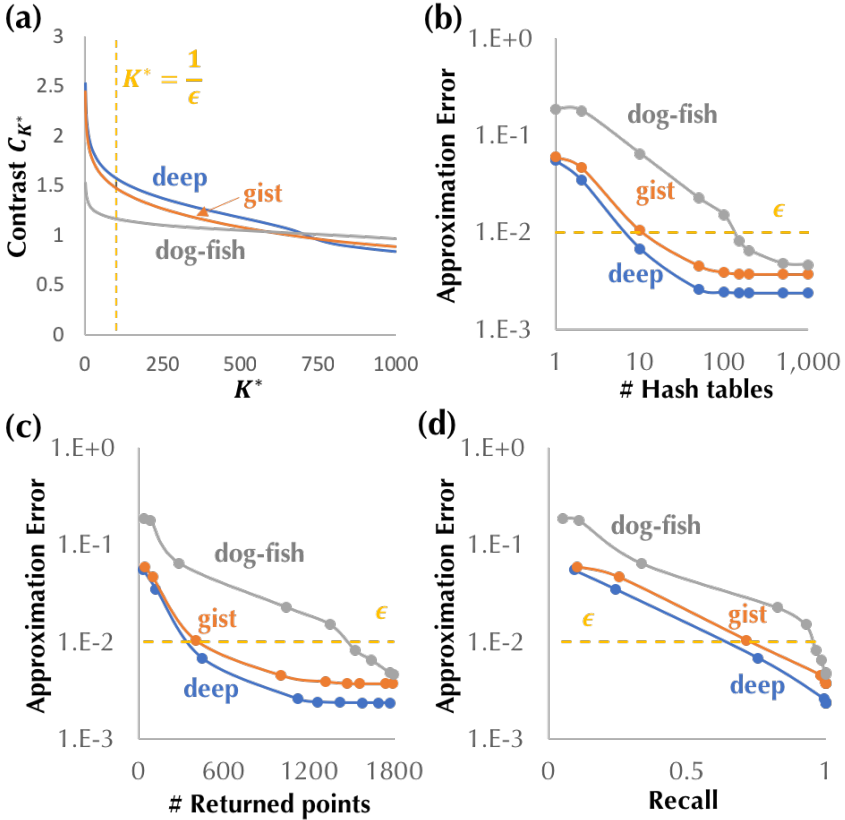 (a)
3
2.5
2
1.5
1
0.5
0
Contrast C_{K*}
K* = 1/ϵ
deep
gist
dog-fish
0 250 500 750 1000
K*
(b)
1.E+0
1.E-1
1.E-2
1.E-3
Approximation Error
dog-fish
gist
ϵ
deep
1 10 100 1,000
# Hash tables
(c)
1.E+0
1.E-1
1.E-2
1.E-3
Approximation Error
dog-fish
gist
ϵ
deep
0 600 1200 1800
# Returned points
(d)
1.E+0
1.E-1
1.E-2
1.E-3
Approximation Error
dog-fish
ϵ
gist
deep
0 0.5 1
Recall